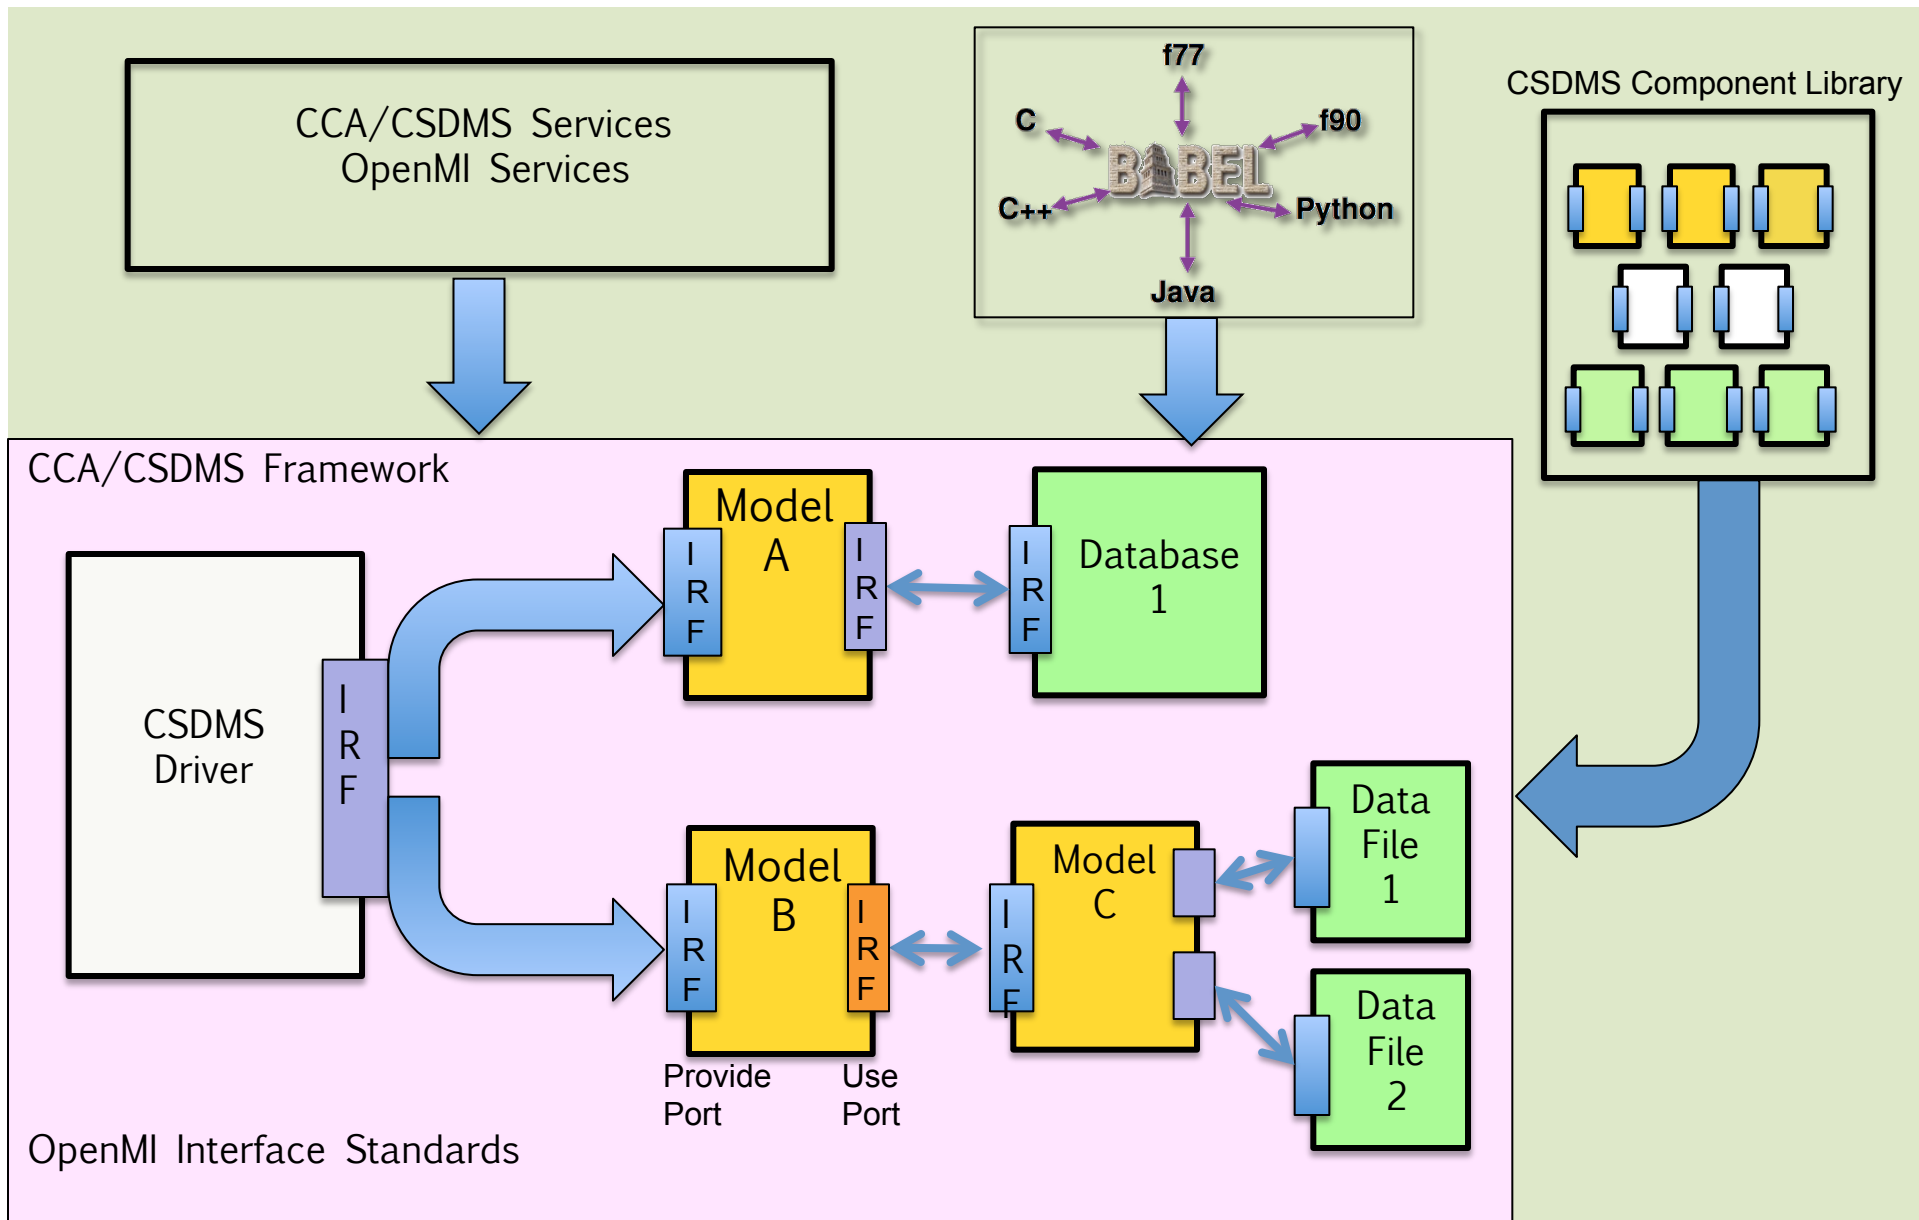 CCA/CSDMS Services
OpenMI Services
f77
C
f90
BABEL
C++
Python
Java
CSDMS Component Library
CCA/CSDMS Framework
CSDMS
Driver
I
R
F
Model
A
I
R
F
I
R
F
Database
1
I
R
F
Model
B
I
R
F
I
R
F
Provide
Port
Use
Port
Model
C
I
R
F
Data
File
1
Data
File
2
OpenMI Interface Standards